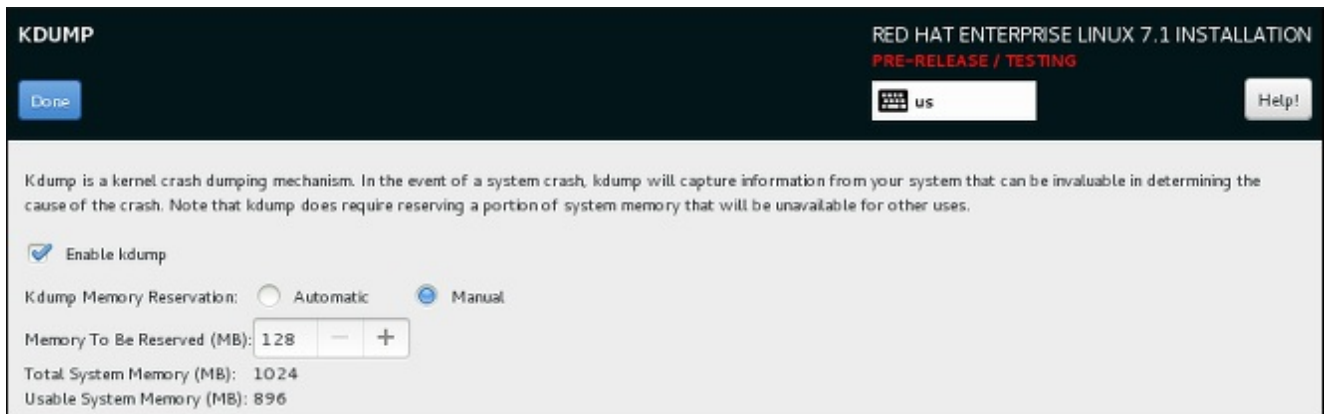 KDUMP
RED HAT ENTERPRISE LINUX 7.1 INSTALLATION
PRE-RELEASE / TESTING
Done
us
Help!
Kdump is a kernel crash dumping mechanism. In the event of a system crash, kdump will capture information from your system that can be invaluable in determining the
cause of the crash. Note that kdump does require reserving a portion of system memory that will be unavailable for other uses.
Enable kdump
Kdump Memory Reservation: Automatic Manual
Memory To Be Reserved (MB): 128 − +
Total System Memory (MB): 1024
Usable System Memory (MB): 896